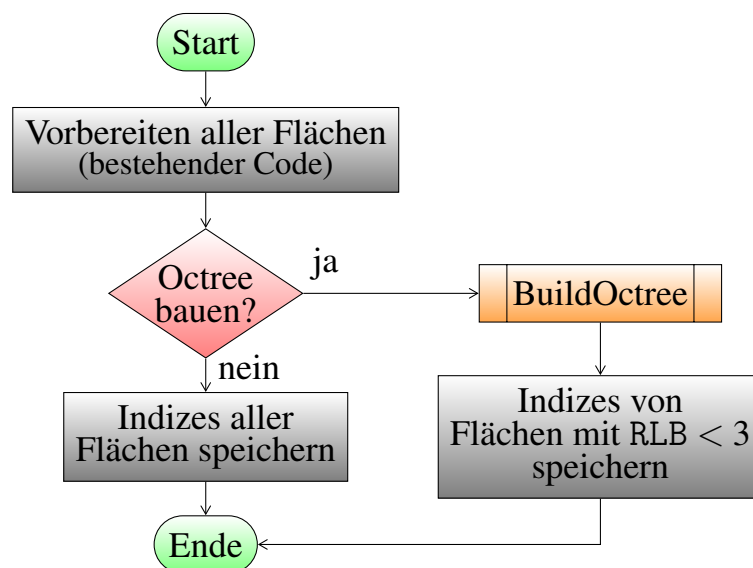 Start
Vorbereiten aller Flächen
(bestehender Code)
Octree
bauen?
ja
BuildOctree
nein
Indizes aller
Flächen speichern
Indizes von
Flächen mit RLB < 3
speichern
Ende